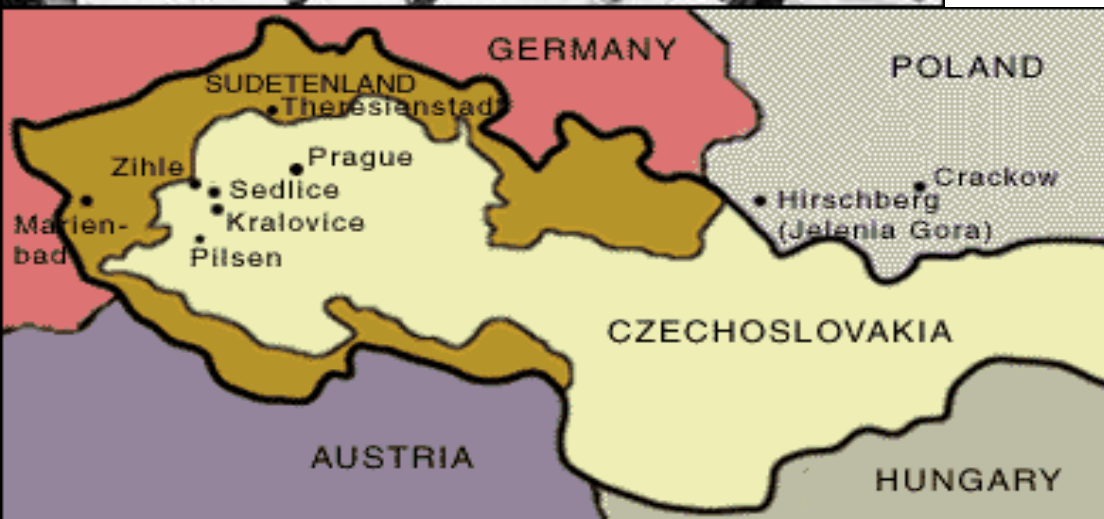 GERMANY
POLAND
SUDETENLAND
Theresienstadt
Zihle
Prague
Sedlice
Crackow
Hirschberg
(Jelenia Gora)
Marien-
bad
Kralovice
Pilsen
CZECHOSLOVAKIA
AUSTRIA
HUNGARY